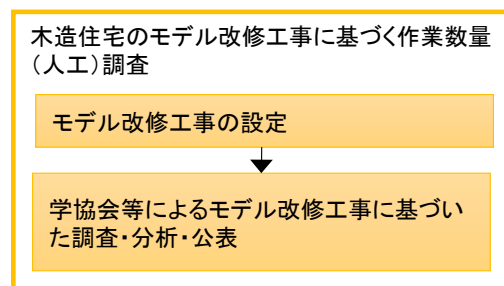 木造住宅のモデル改修工事に基づく作業数量
(人工)調査
モデル改修工事の設定
学協会等によるモデル改修工事に基づい
た調査・分析・公表